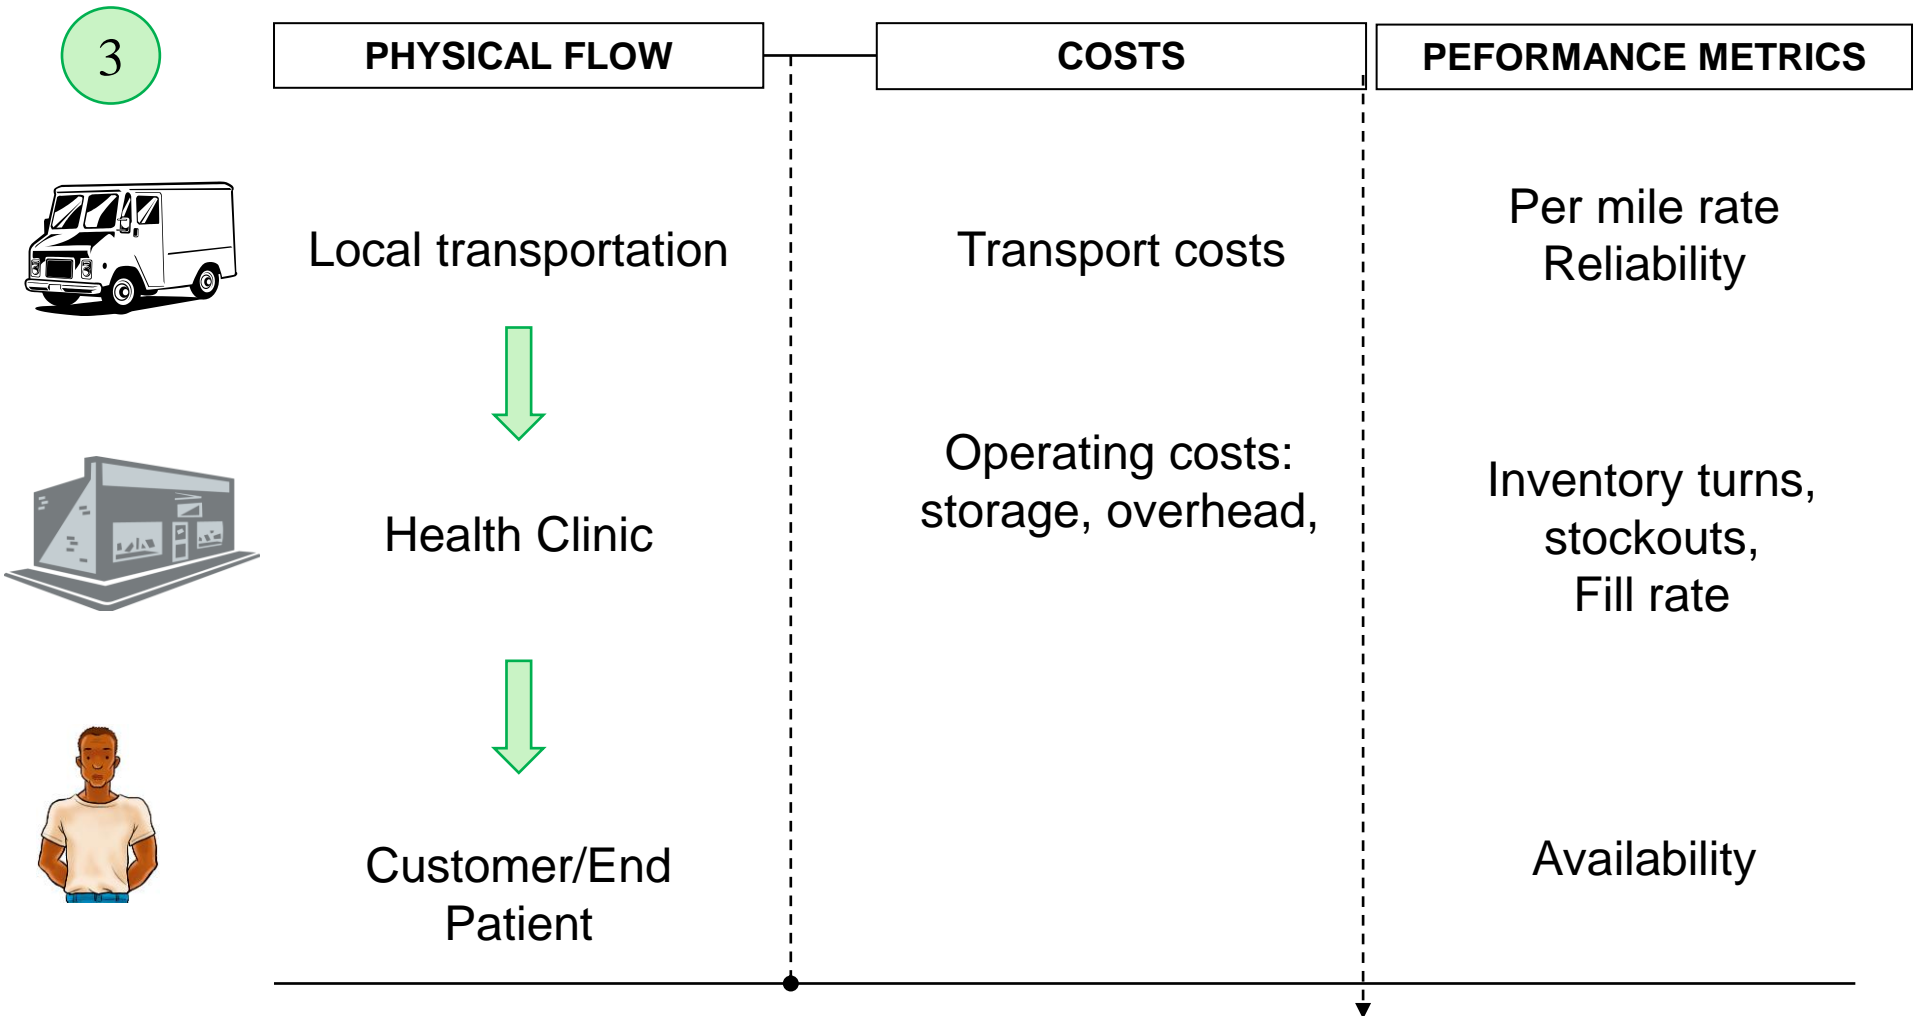 3
PHYSICAL FLOW
COSTS
PEFORMANCE METRICS
Local transportation
Transport costs
Per mile rate
Reliability
Health Clinic
Operating costs:
storage, overhead,
Inventory turns,
stockouts,
Fill rate
Customer/End
Patient
Availability